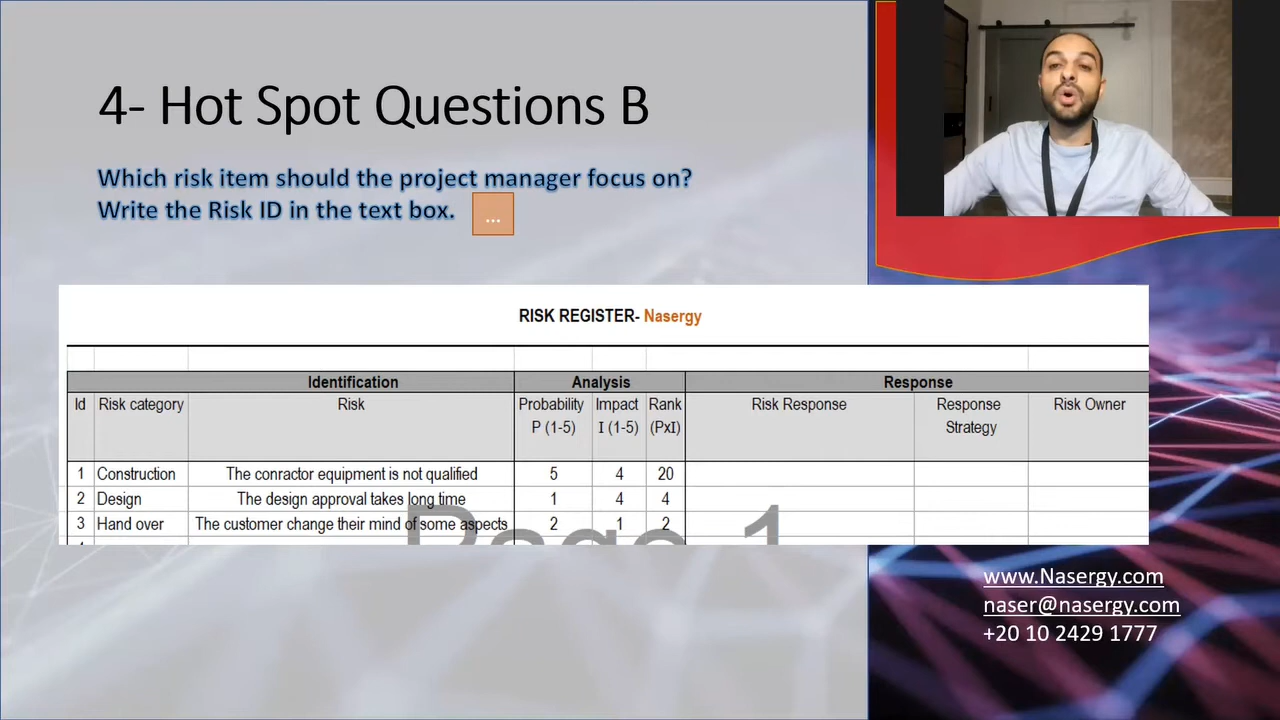 4- Hot Spot Questions B
Which risk item should the project manager focus on?
Write the Risk ID in the text box.
...
RISK REGISTER- Nasergy
Identification Analysis Response
Id Risk category Risk Probability P (1-5) Impact I (1-5) Rank (PxI) Risk Response Response Strategy Risk Owner
1 Construction The conractor equipment is not qualified 5 4 20
2 Design The design approval takes long time 1 4 4
3 Hand over The customer change their mind of some aspects 2 1 2
Page 1
www.Nasergy.com
naser@nasergy.com
+20 10 2429 1777